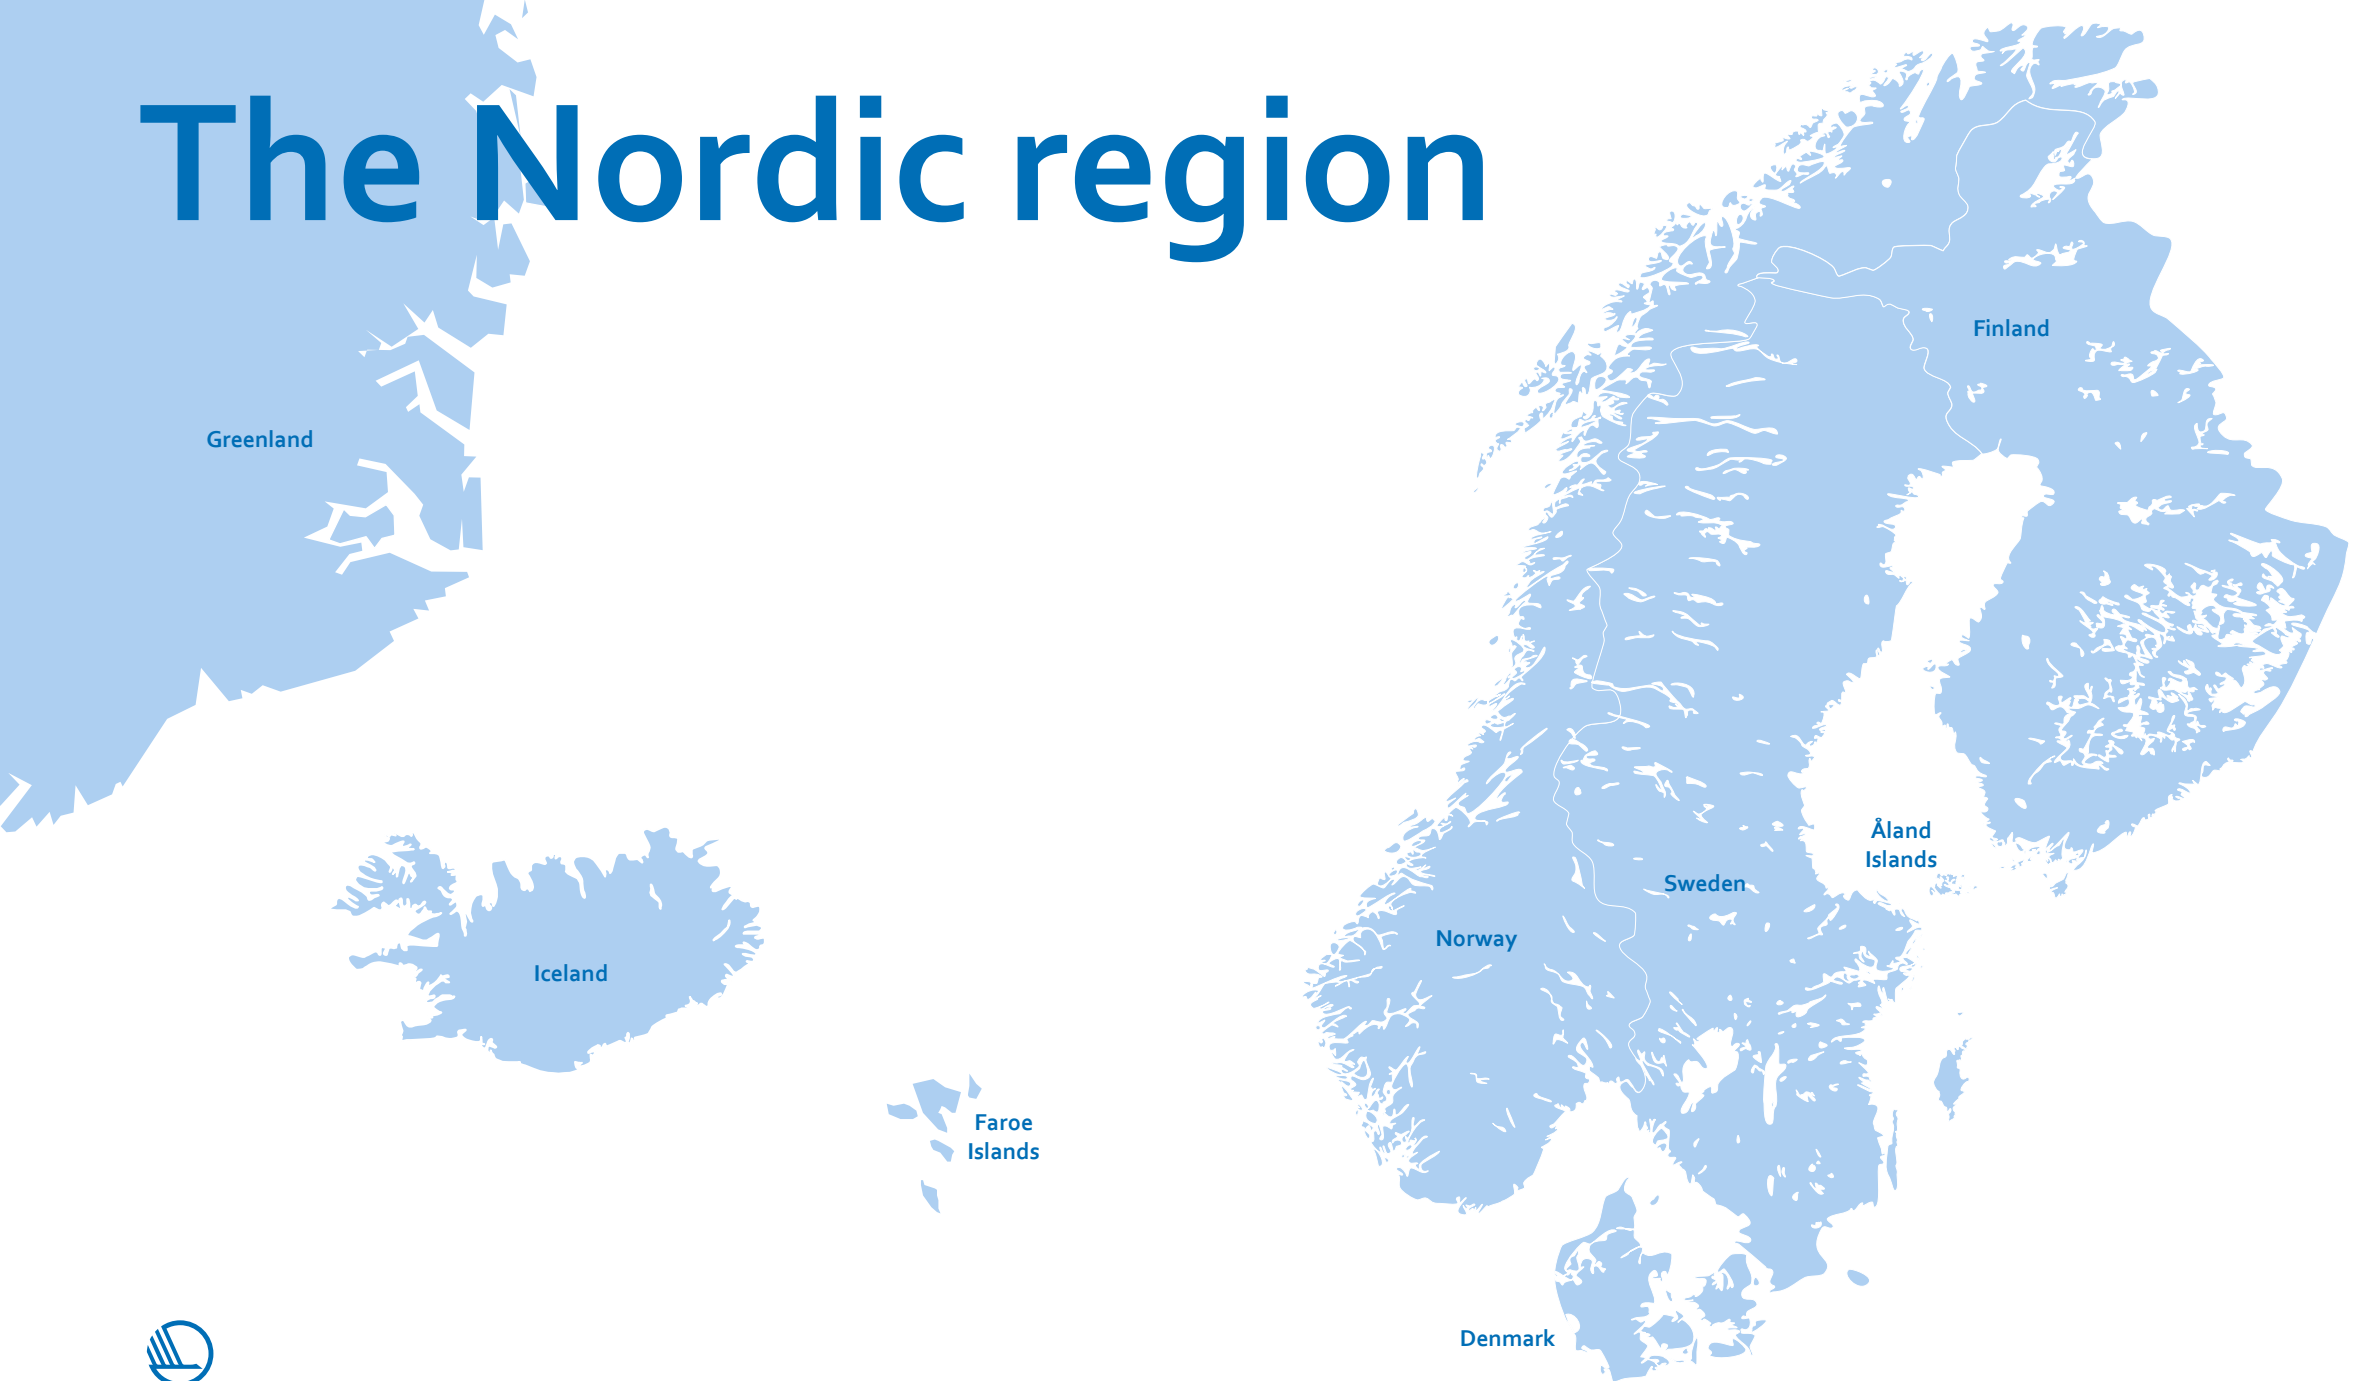 The Nordic region
Finland
Greenland
Åland
Islands
Sweden
Norway
Iceland
Faroe
Islands
Denmark